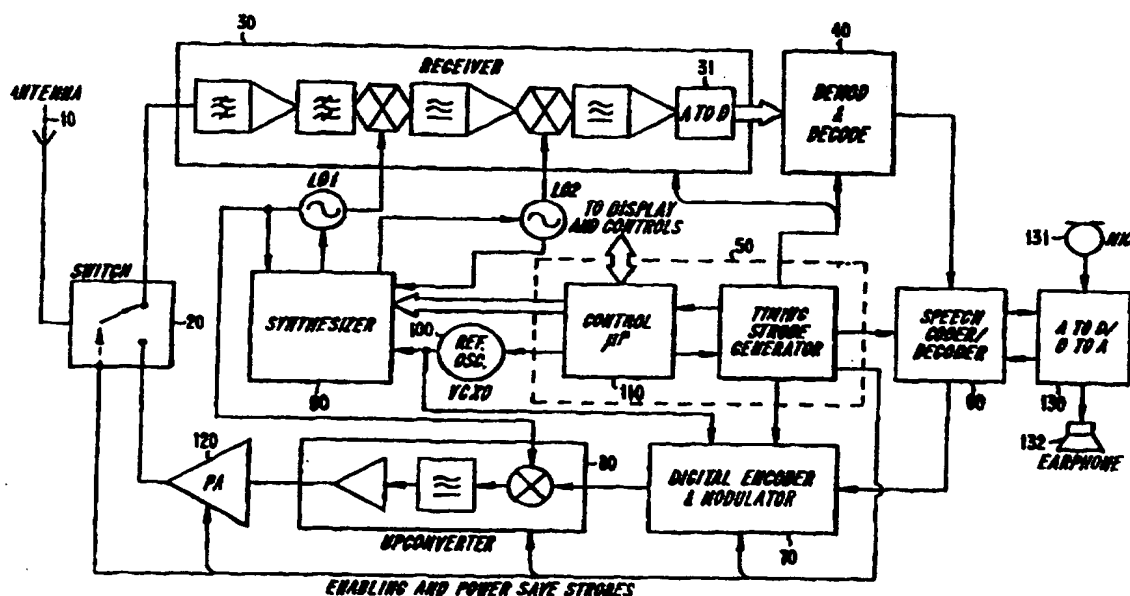 30
40
RECEIVER
31
ANTENNA
10
A TO D
DEMOD
&
DECODE
LO1
LO2
TO DISPLAY
AND CONTROLS
131
MIC
50
SWITCH
20
SYNTHESIZER
100
REF.
OSC.
VCXO
CONTROL
μP
TIMING
STROBE
GENERATOR
SPEECH
CODER/
DECODER
A TO D/
D TO A
90
110
60
130
132
EARPHONE
120
PA
80
DIGITAL ENCODER
& MODULATOR
UPCONVERTER
70
ENABLING AND POWER SAVE STROBES